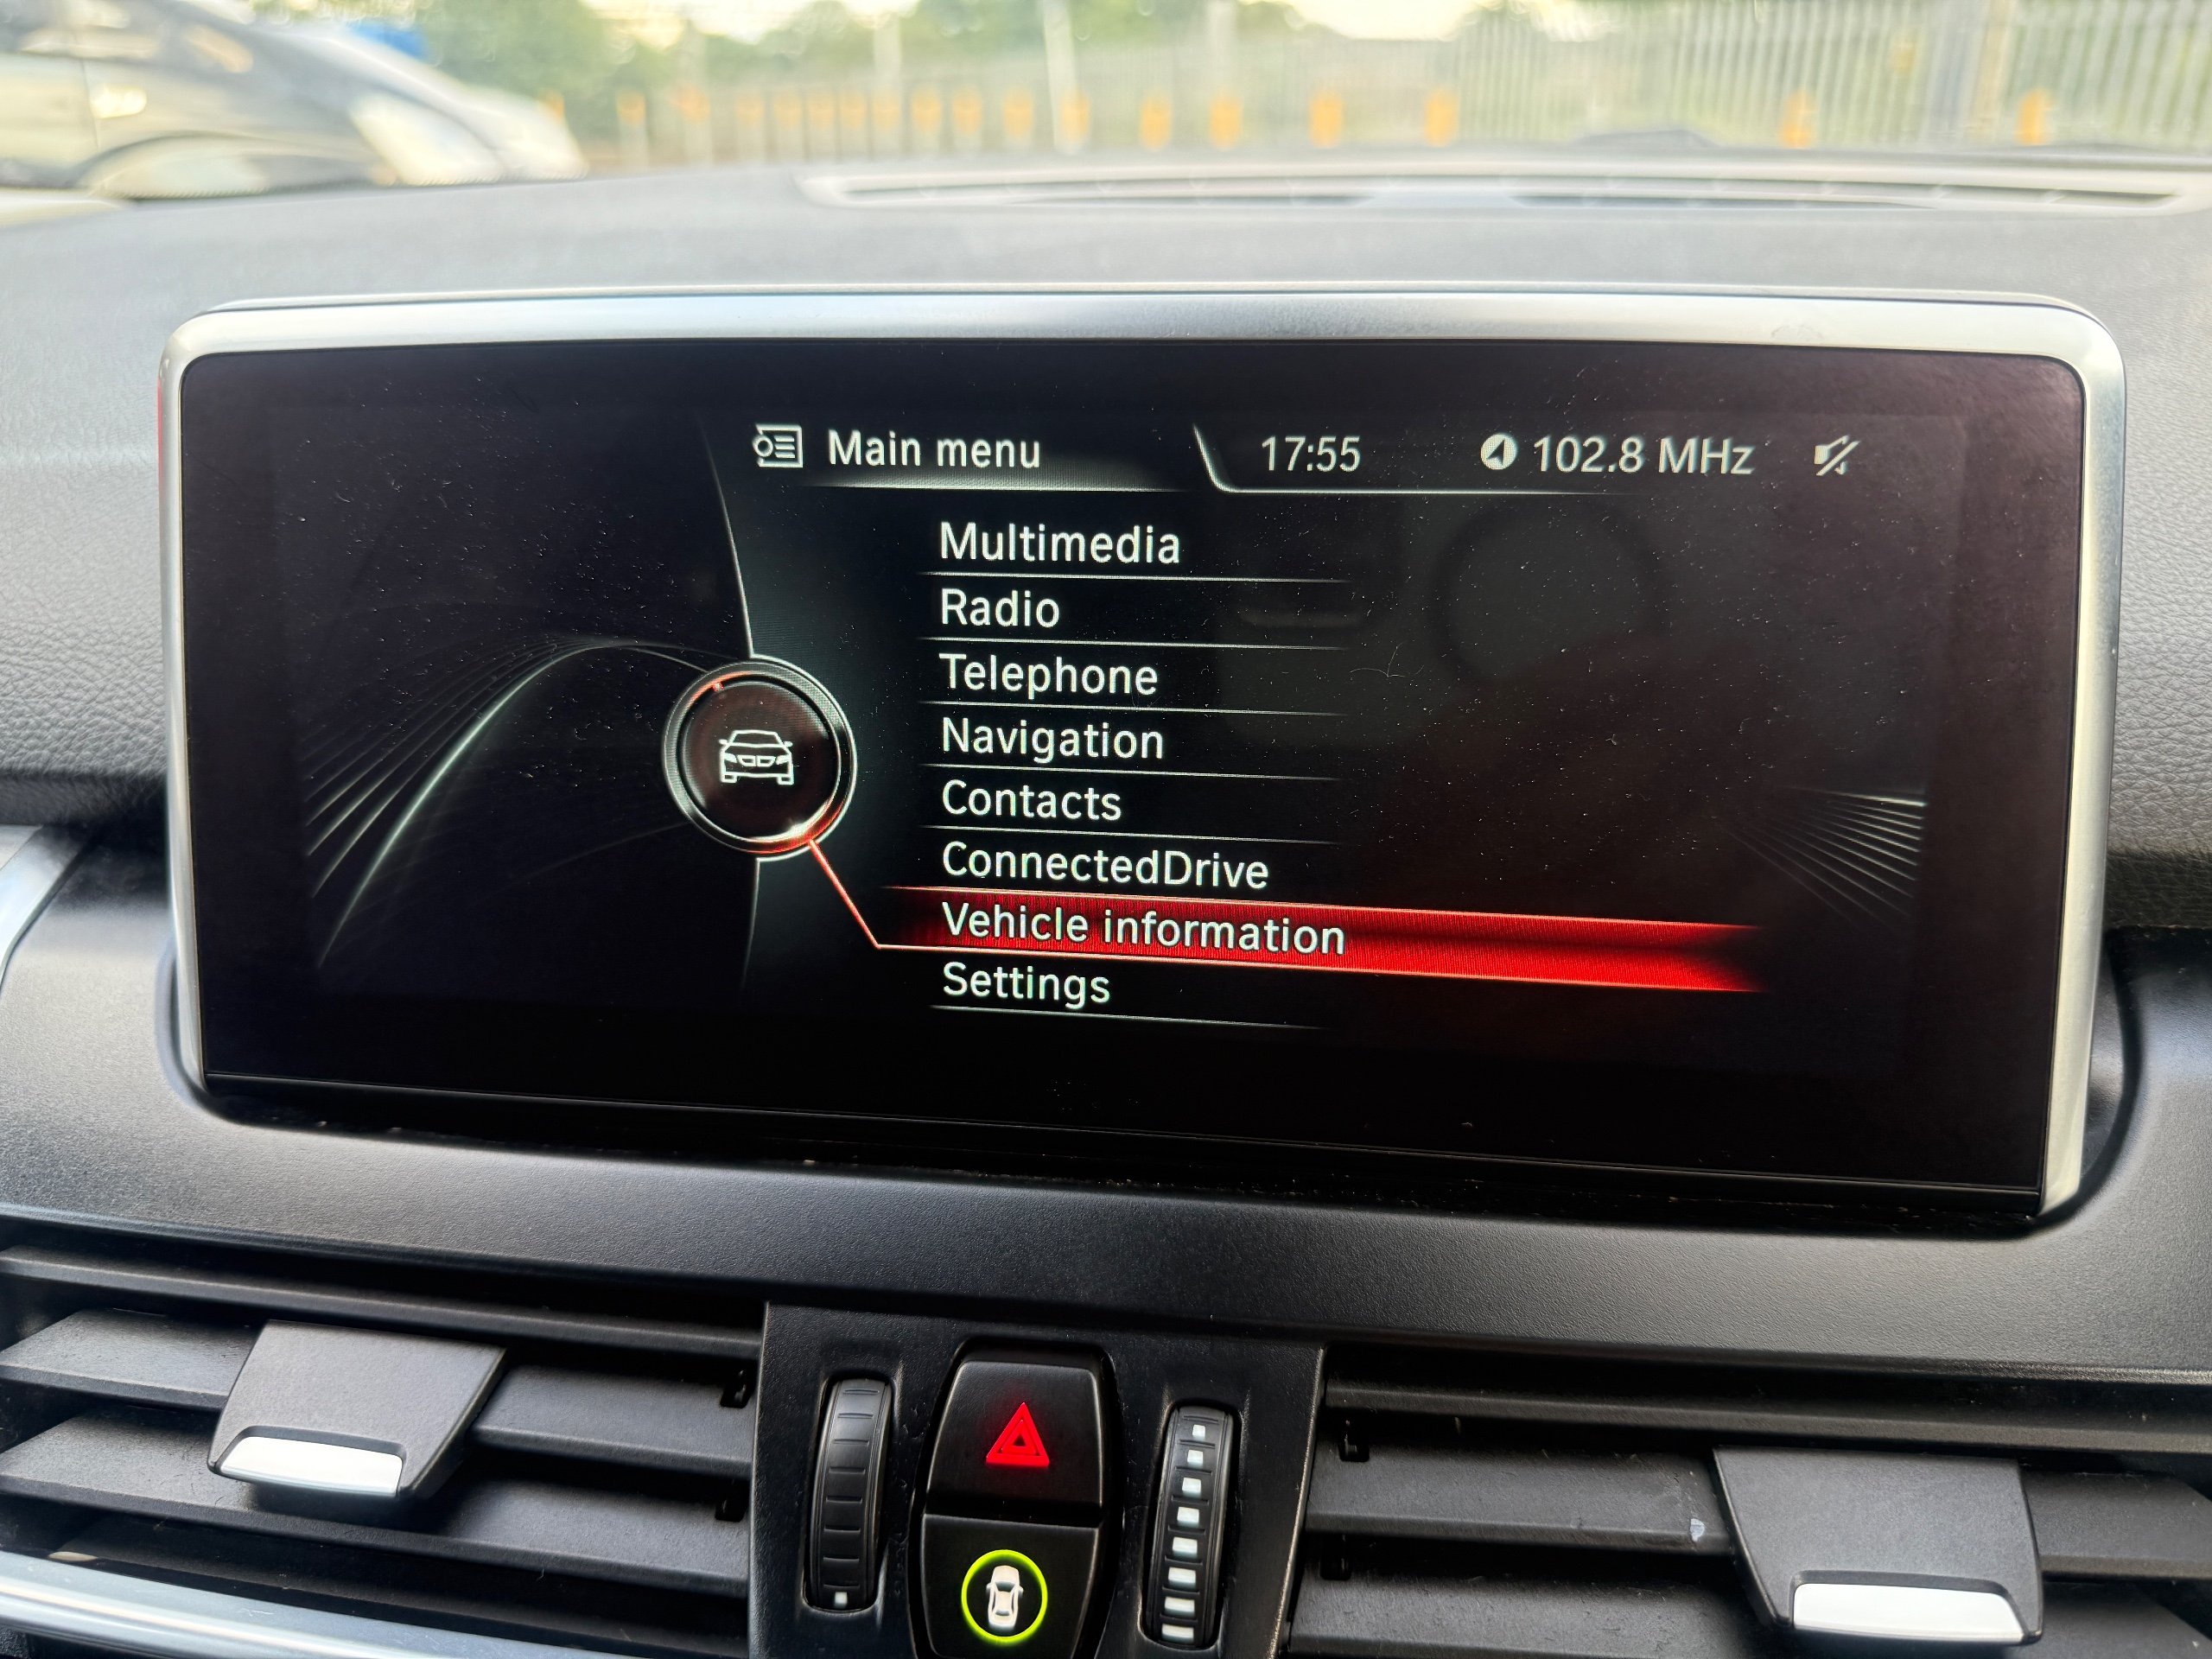 Main menu 17:55 102.8 MHz
Multimedia
Radio
Telephone
Navigation
Contacts
ConnectedDrive
Vehicle information
Settings